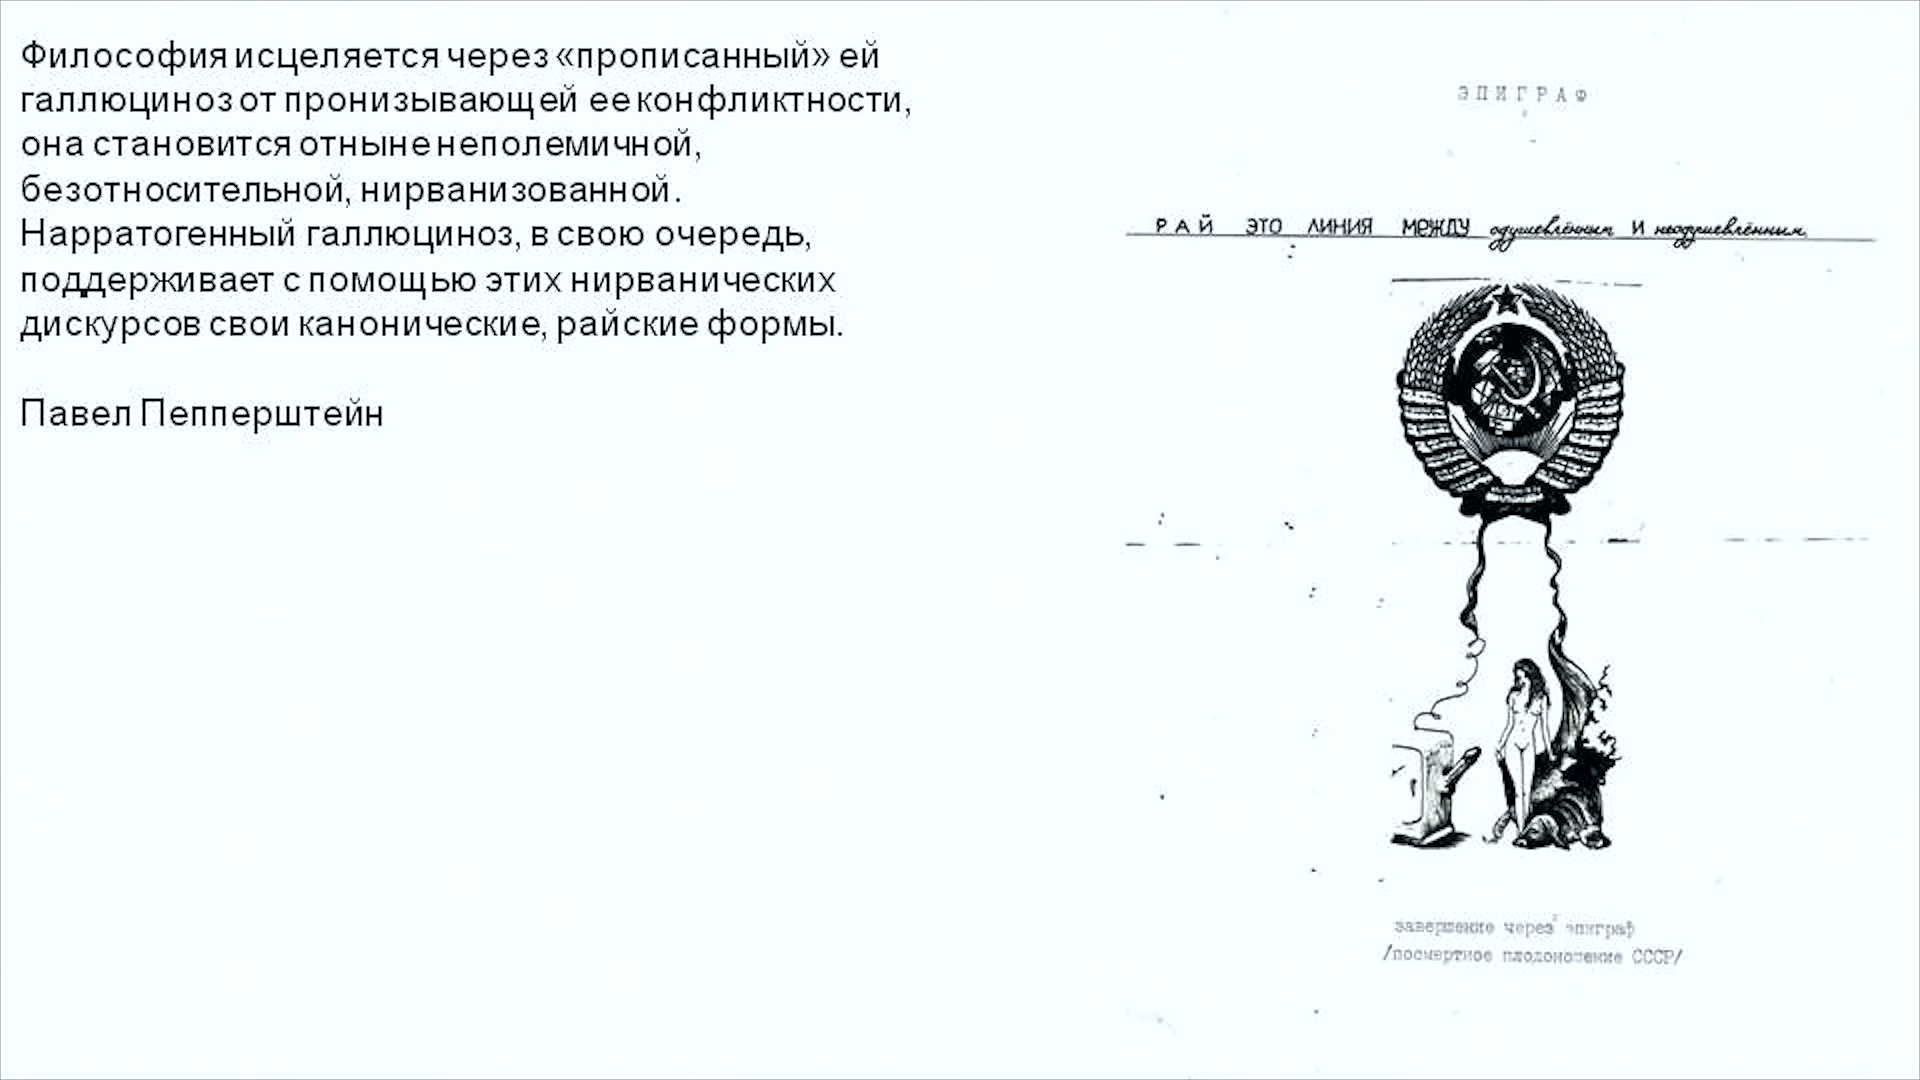 Философия исцеляется через «прописанный» ей
галлюциноз от пронизывающей ее конфликтности,
она становится отныне неполемичной,
безотносительной, нирванизованной.
Нарратогенный галлюциноз, в свою очередь,
поддерживает с помощью этих нирванических
дискурсов свои канонические, райские формы.
Павел Пепперштейн
ЭПИГРАФ
РАЙ ЭТО ЛИНИЯ МЕЖДУ одушевлённым И неодушевлённым
завершение через эпиграф
/посмертное плодоношение СССР/